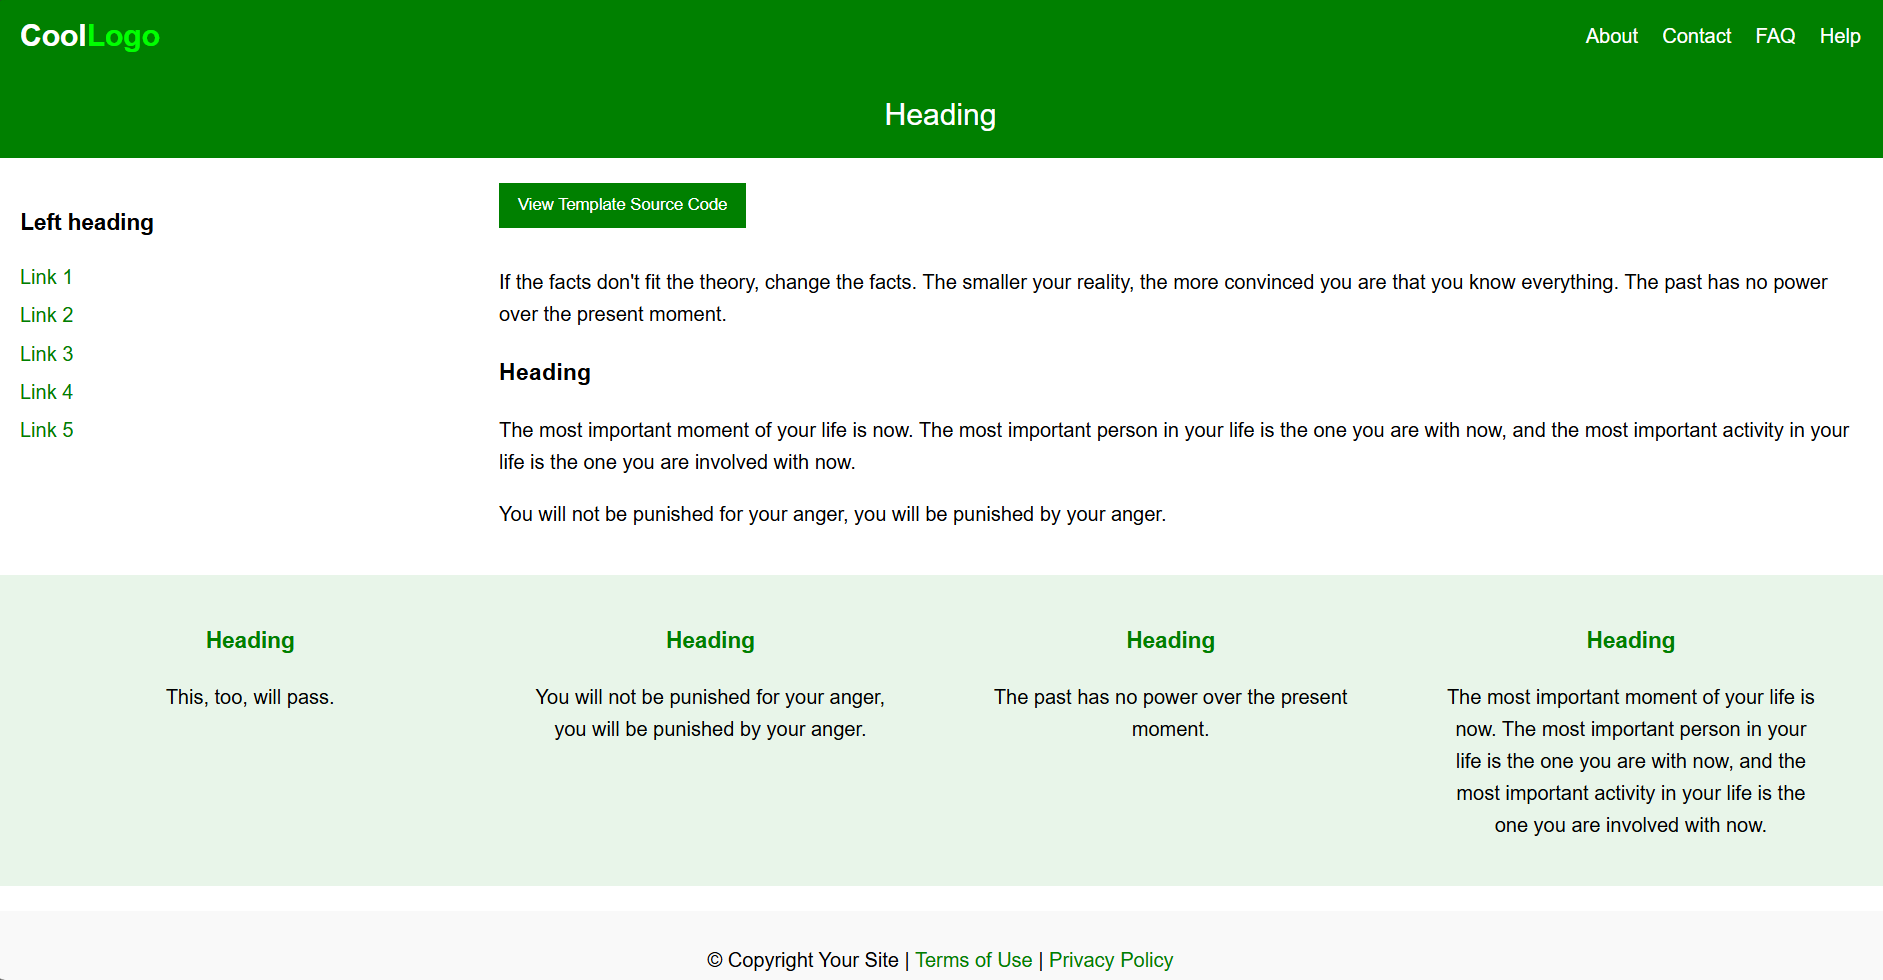 CoolLogo
About Contact FAQ Help
Heading
Left heading
Link 1
Link 2
Link 3
Link 4
Link 5
View Template Source Code
If the facts don't fit the theory, change the facts. The smaller your reality, the more convinced you are that you know everything. The past has no power
over the present moment.
Heading
The most important moment of your life is now. The most important person in your life is the one you are with now, and the most important activity in your
life is the one you are involved with now.
You will not be punished for your anger, you will be punished by your anger.
Heading
This, too, will pass.
Heading
You will not be punished for your anger,
you will be punished by your anger.
Heading
The past has no power over the present
moment.
Heading
The most important moment of your life is
now. The most important person in your
life is the one you are with now, and the
most important activity in your life is the
one you are involved with now.
© Copyright Your Site | Terms of Use | Privacy Policy